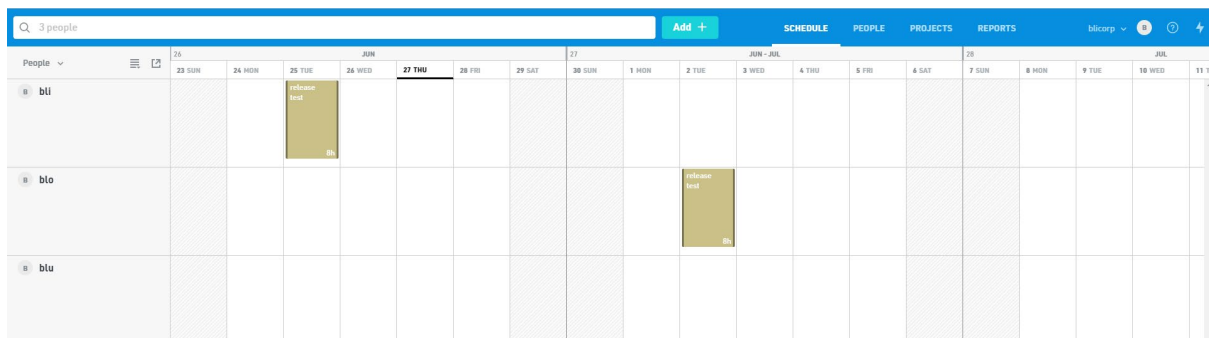 3 people
Add +
SCHEDULE PEOPLE PROJECTS REPORTS
blicorp B ?
People
26 JUN 27 JUN - JUL 28 JUL
23 SUN 24 MON 25 TUE 26 WED 27 THU 28 FRI 29 SAT 30 SUN 1 MON 2 TUE 3 WED 4 THU 5 FRI 6 SAT 7 SUN 8 MON 9 TUE 10 WED 11
B bli
release
test
8h
B blo
release
test
8h
B blu